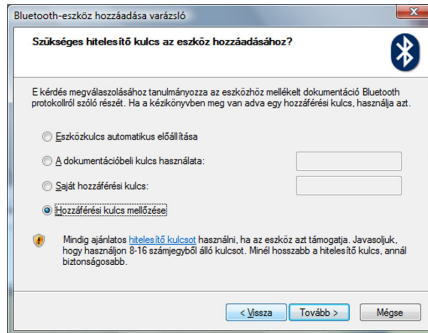 Bluetooth-eszköz hozzáadása varázsló
Szükséges hitelesítő kulcs az eszköz hozzáadásához?
E kérdés megválaszolásához tanulmányozza az eszközhöz mellékelt dokumentáció Bluetooth
protokollról szóló részét. Ha a kézikönyvben meg van adva egy hozzáférési kulcs, használja azt.
Eszközkulcs automatikus előállítása
A dokumentációbeli kulcs használata:
Saját hozzáférési kulcs:
Hozzáférési kulcs mellőzése
Mindig ajánlatos hitelesítő kulcsot használni, ha az eszköz azt támogatja. Javasoljuk,
hogy használjon 8-16 számjegyből álló kulcsot. Minél hosszabb a hitelesítő kulcs, annál
biztonságosabb.
< Vissza Tovább > Mégse